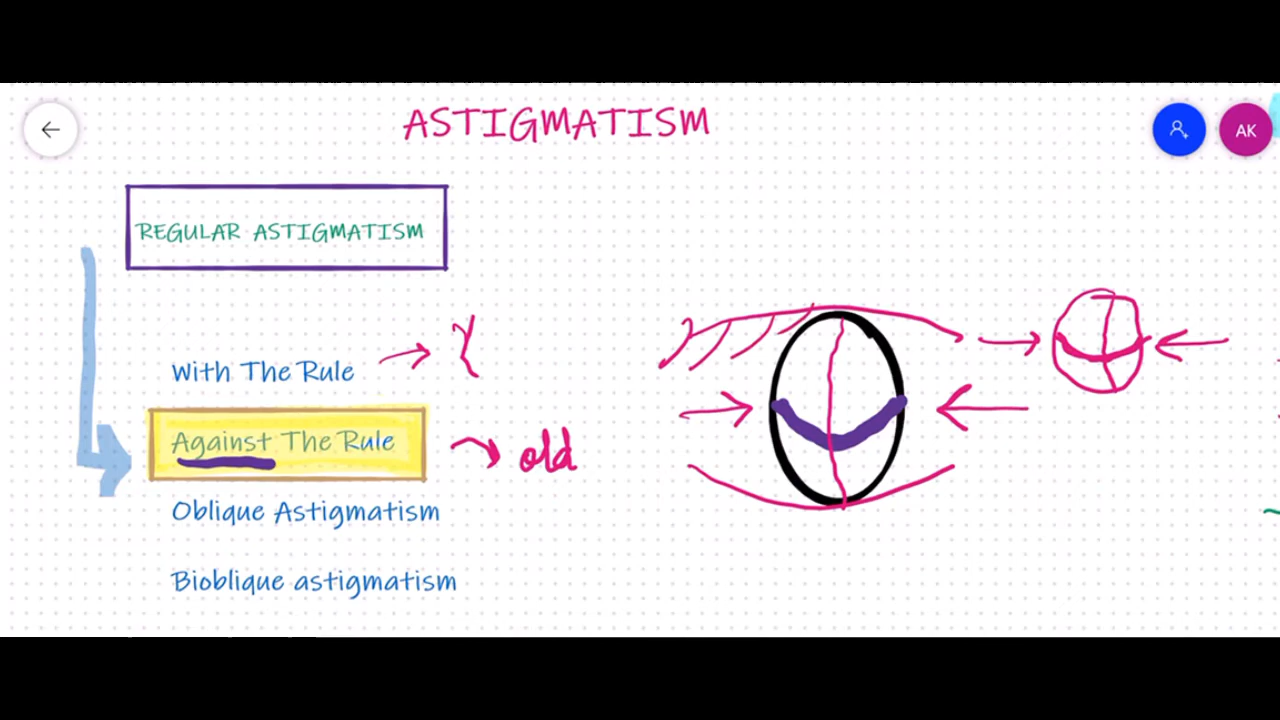 ASTIGMATISM
AK
REGULAR ASTIGMATISM
With The Rule
Against The Rule
old
Oblique Astigmatism
Bioblique astigmatism